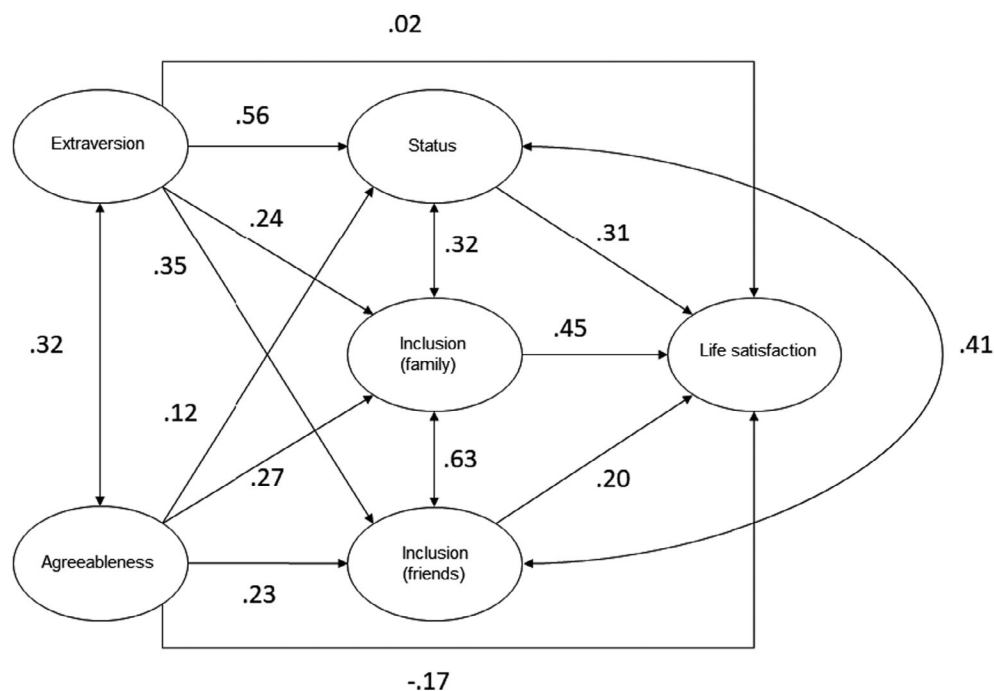 .02
Extraversion
.56
Status
.24
.32
.31
.35
.32
Inclusion
(family)
.45
Life satisfaction
.41
.12
.27
.63
.20
Agreeableness
.23
Inclusion
(friends)
-.17